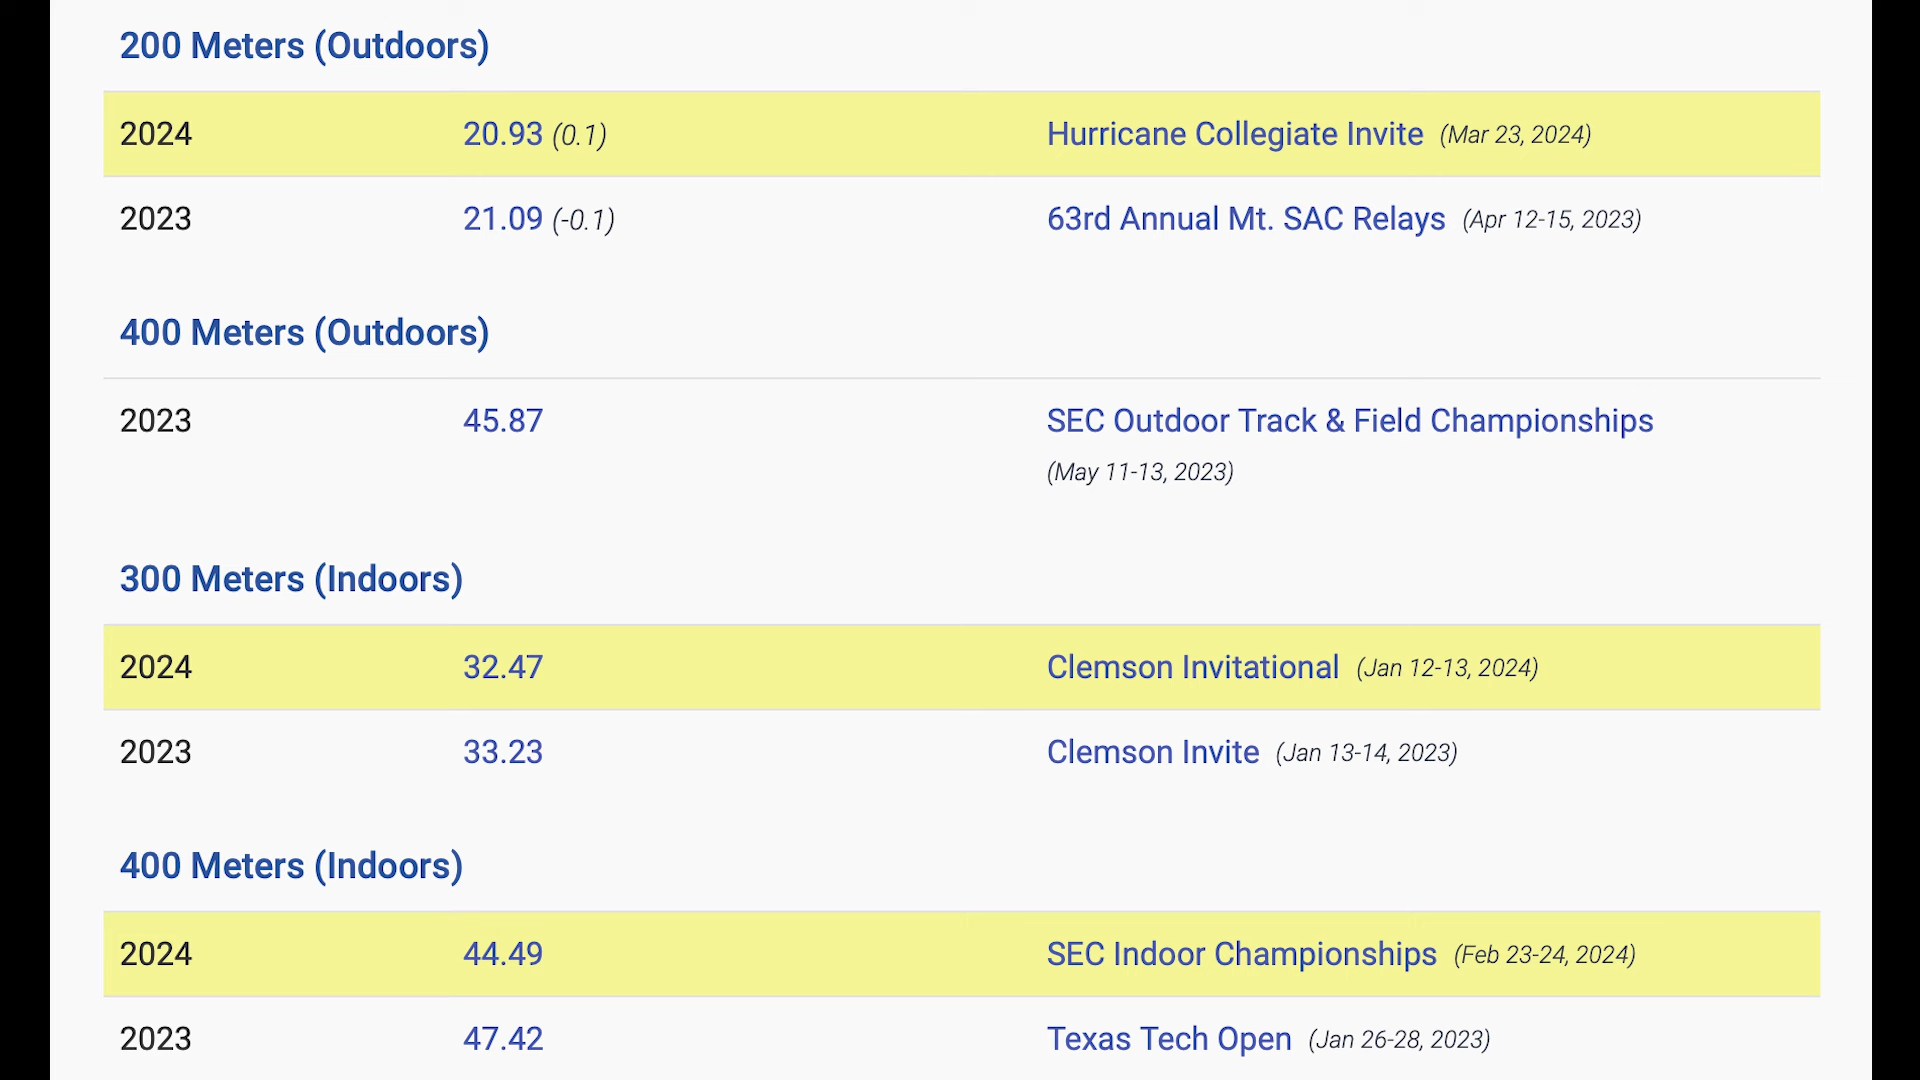 200 Meters (Outdoors)
2024 20.93 (0.1) Hurricane Collegiate Invite (Mar 23, 2024)
2023 21.09 (-0.1) 63rd Annual Mt. SAC Relays (Apr 12-15, 2023)
400 Meters (Outdoors)
2023 45.87 SEC Outdoor Track & Field Championships
(May 11-13, 2023)
300 Meters (Indoors)
2024 32.47 Clemson Invitational (Jan 12-13, 2024)
2023 33.23 Clemson Invite (Jan 13-14, 2023)
400 Meters (Indoors)
2024 44.49 SEC Indoor Championships (Feb 23-24, 2024)
2023 47.42 Texas Tech Open (Jan 26-28, 2023)